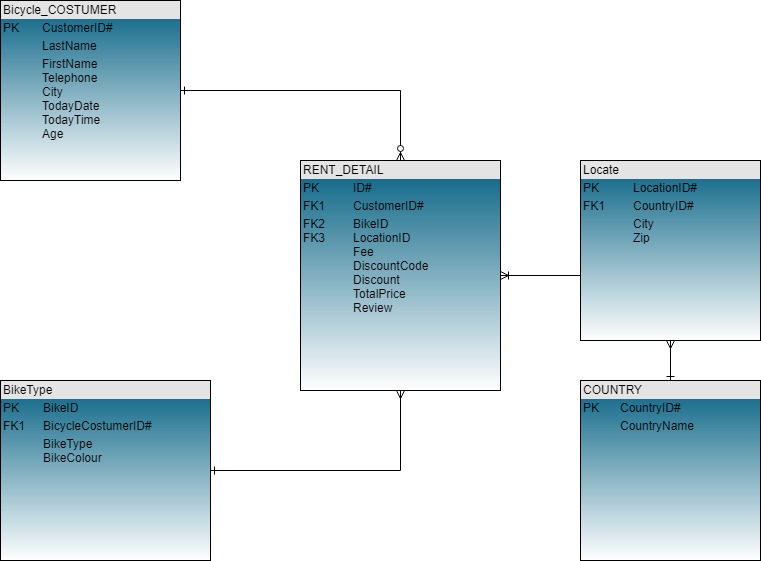 Bicycle_COSTUMER
PK CustomerID#
LastName
FirstName
Telephone
City
TodayDate
TodayTime
Age
RENT_DETAIL
PK ID#
FK1 CustomerID#
FK2 BikeID
FK3 LocationID
Fee
DiscountCode
Discount
TotalPrice
Review
Locate
PK LocationID#
FK1 CountryID#
City
Zip
BikeType
PK BikeID
FK1 BicycleCostumerID#
BikeType
BikeColour
COUNTRY
PK CountryID#
CountryName